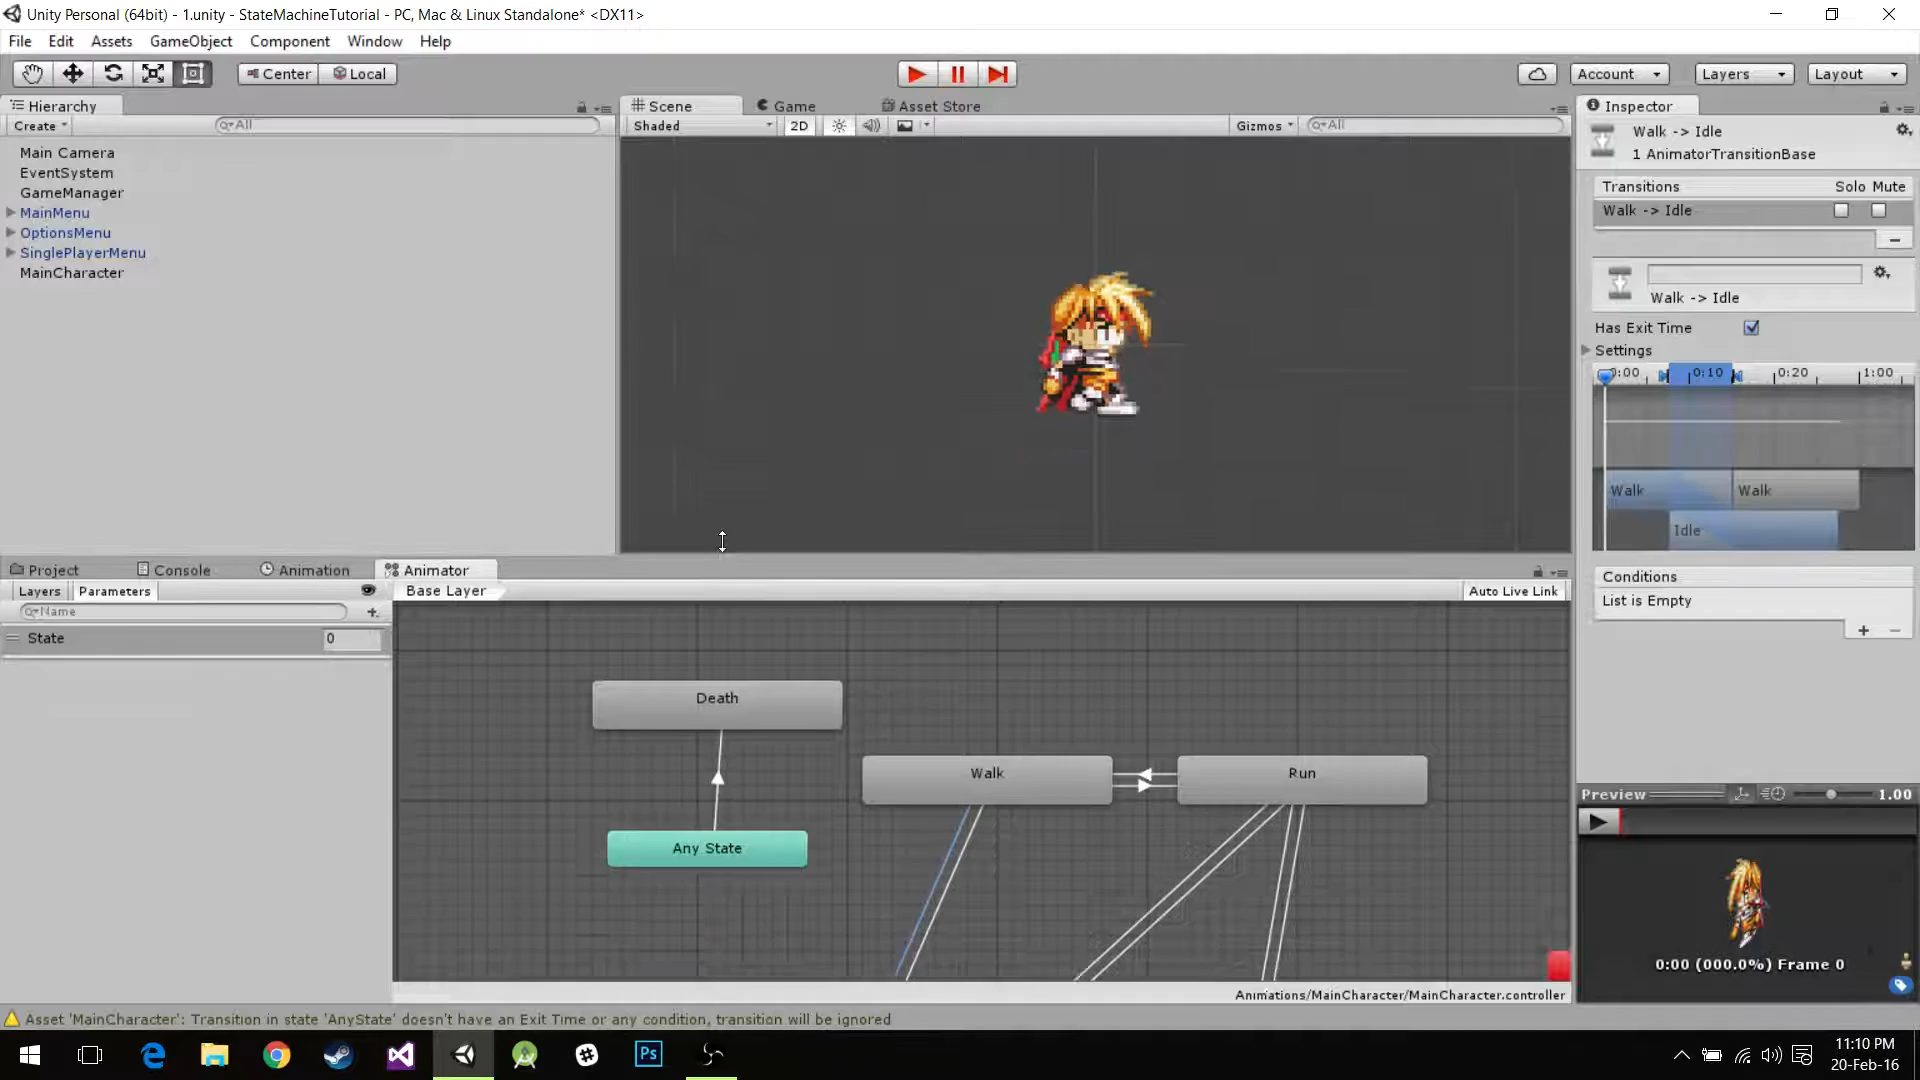 Unity Personal (64bit) - 1.unity - StateMachineTutorial - PC, Mac & Linux Standalone* <DX11>
File Edit Assets GameObject Component Window Help
Center Local Account Layers Layout
Hierarchy
Create All
Main Camera
EventSystem
GameManager
MainMenu
OptionsMenu
SinglePlayerMenu
MainCharacter
Scene Game Asset Store
Shaded 2D Gizmos All
Inspector
Walk -> Idle
1 AnimatorTransitionBase
Transitions Solo Mute
Walk -> Idle
Walk -> Idle
Has Exit Time
Settings
0:00 0:10 0:20 1:00
Walk Walk
Idle
Conditions
List is Empty
+ -
Project Console Animation Animator
Layers Parameters
Name
State 0
Base Layer Auto Live Link
Death
Walk Run
Any State
Animations/MainCharacter/MainCharacter.controller
Preview 1.00
0:00 (000.0%) Frame 0
Asset 'MainCharacter': Transition in state 'AnyState' doesn't have an Exit Time or any condition, transition will be ignored
Ps
11:10 PM
20-Feb-16